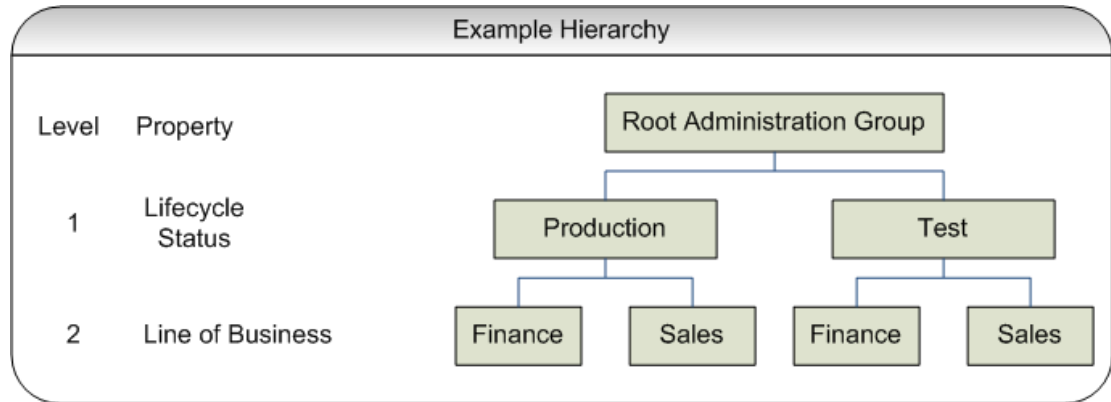 Example Hierarchy
Level Property Root Administration Group
1 Lifecycle Status Production Test
2 Line of Business Finance Sales Finance Sales